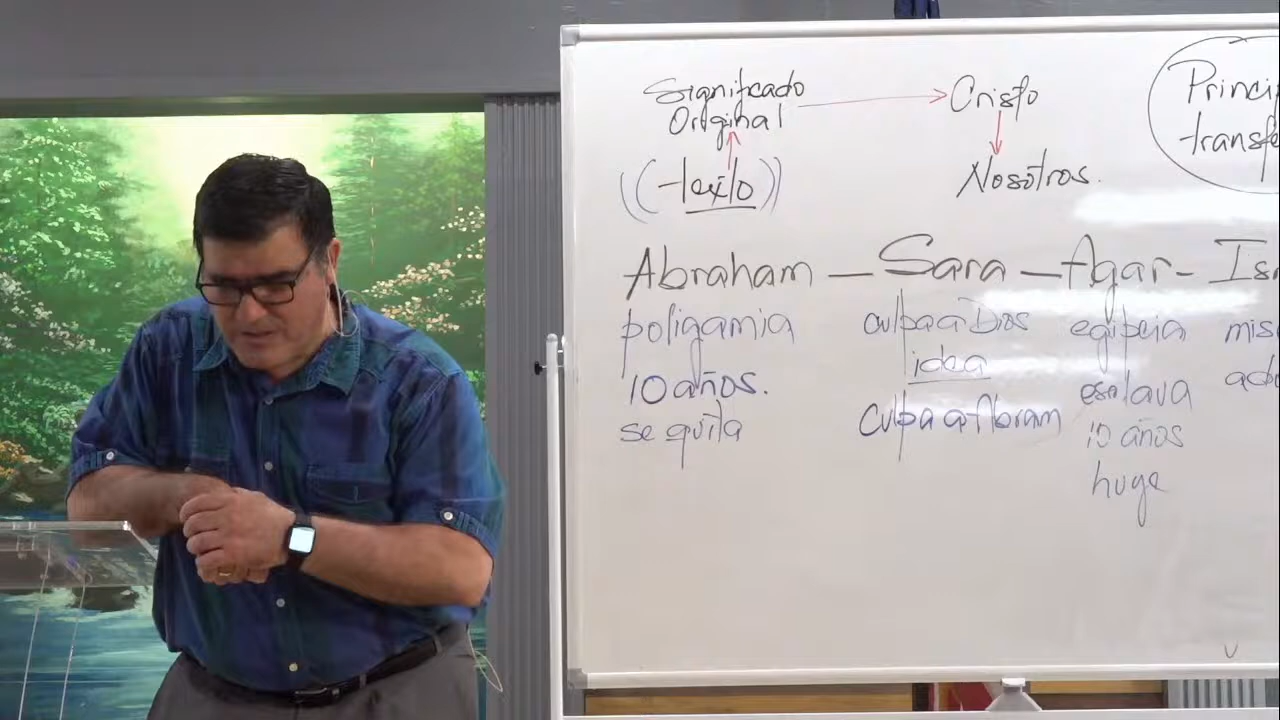 Significado
Original
Cristo
Nosotros.
((texto))
Princi
transfe
Abraham — Sara — Agar - Is
poligamia
10 años.
se quita
culpa a Dios
idea
culpa a Abram
egipcia
esclava
10 años
huye
mis